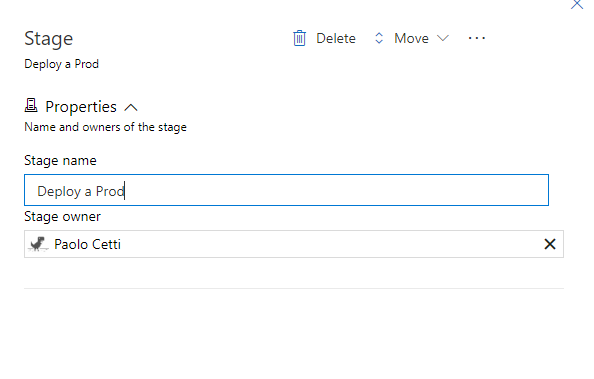 Stage Delete Move ...
Deploy a Prod
Properties
Name and owners of the stage
Stage name
Deploy a Prod
Stage owner
Paolo Cetti